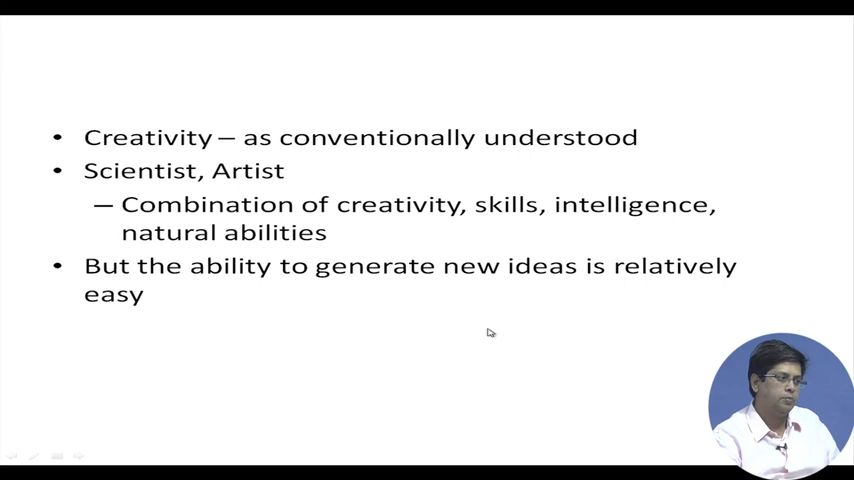 • Creativity – as conventionally understood
• Scientist, Artist
– Combination of creativity, skills, intelligence,
natural abilities
• But the ability to generate new ideas is relatively
easy